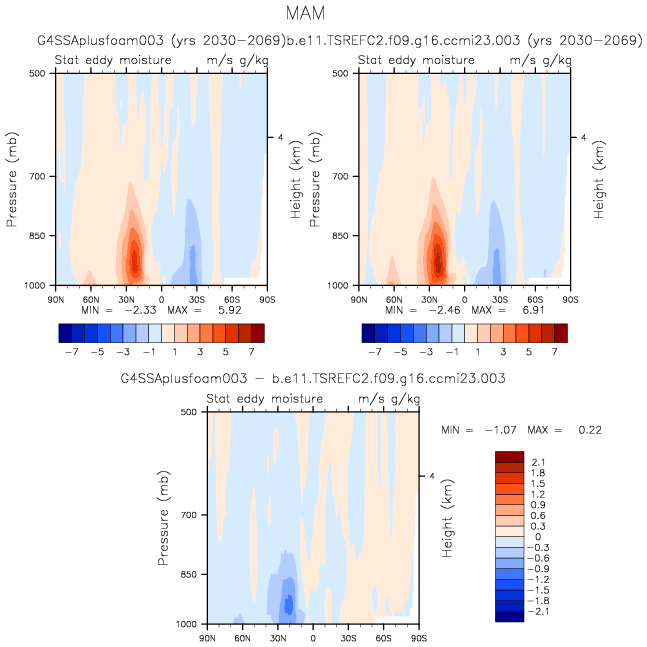 MAM
G4SSAplusfoam003 (yrs 2030-2069)b.e11.TSREFC2.f09.g16.ccmi23.003 (yrs 2030-2069)
Stat eddy moisture m/s g/kg Stat eddy moisture m/s g/kg
500 500
4 4
700 700
850 850
1000 1000
Pressure (mb) Height (km) Pressure (mb) Height (km)
90N 60N 30N 0 30S 60S 90S 90N 60N 30N 0 30S 60S 90S
MIN = -2.33 MAX = 5.92 MIN = -2.46 MAX = 6.91
-7 -5 -3 -1 1 3 5 7 -7 -5 -3 -1 1 3 5 7
G4SSAplusfoam003 - b.e11.TSREFC2.f09.g16.ccmi23.003
Stat eddy moisture m/s g/kg
500
4
700
850
1000
Pressure (mb) Height (km)
90N 60N 30N 0 30S 60S 90S
MIN = -1.07 MAX = 0.22
2.1
1.8
1.5
1.2
0.9
0.6
0.3
0
-0.3
-0.6
-0.9
-1.2
-1.5
-1.8
-2.1